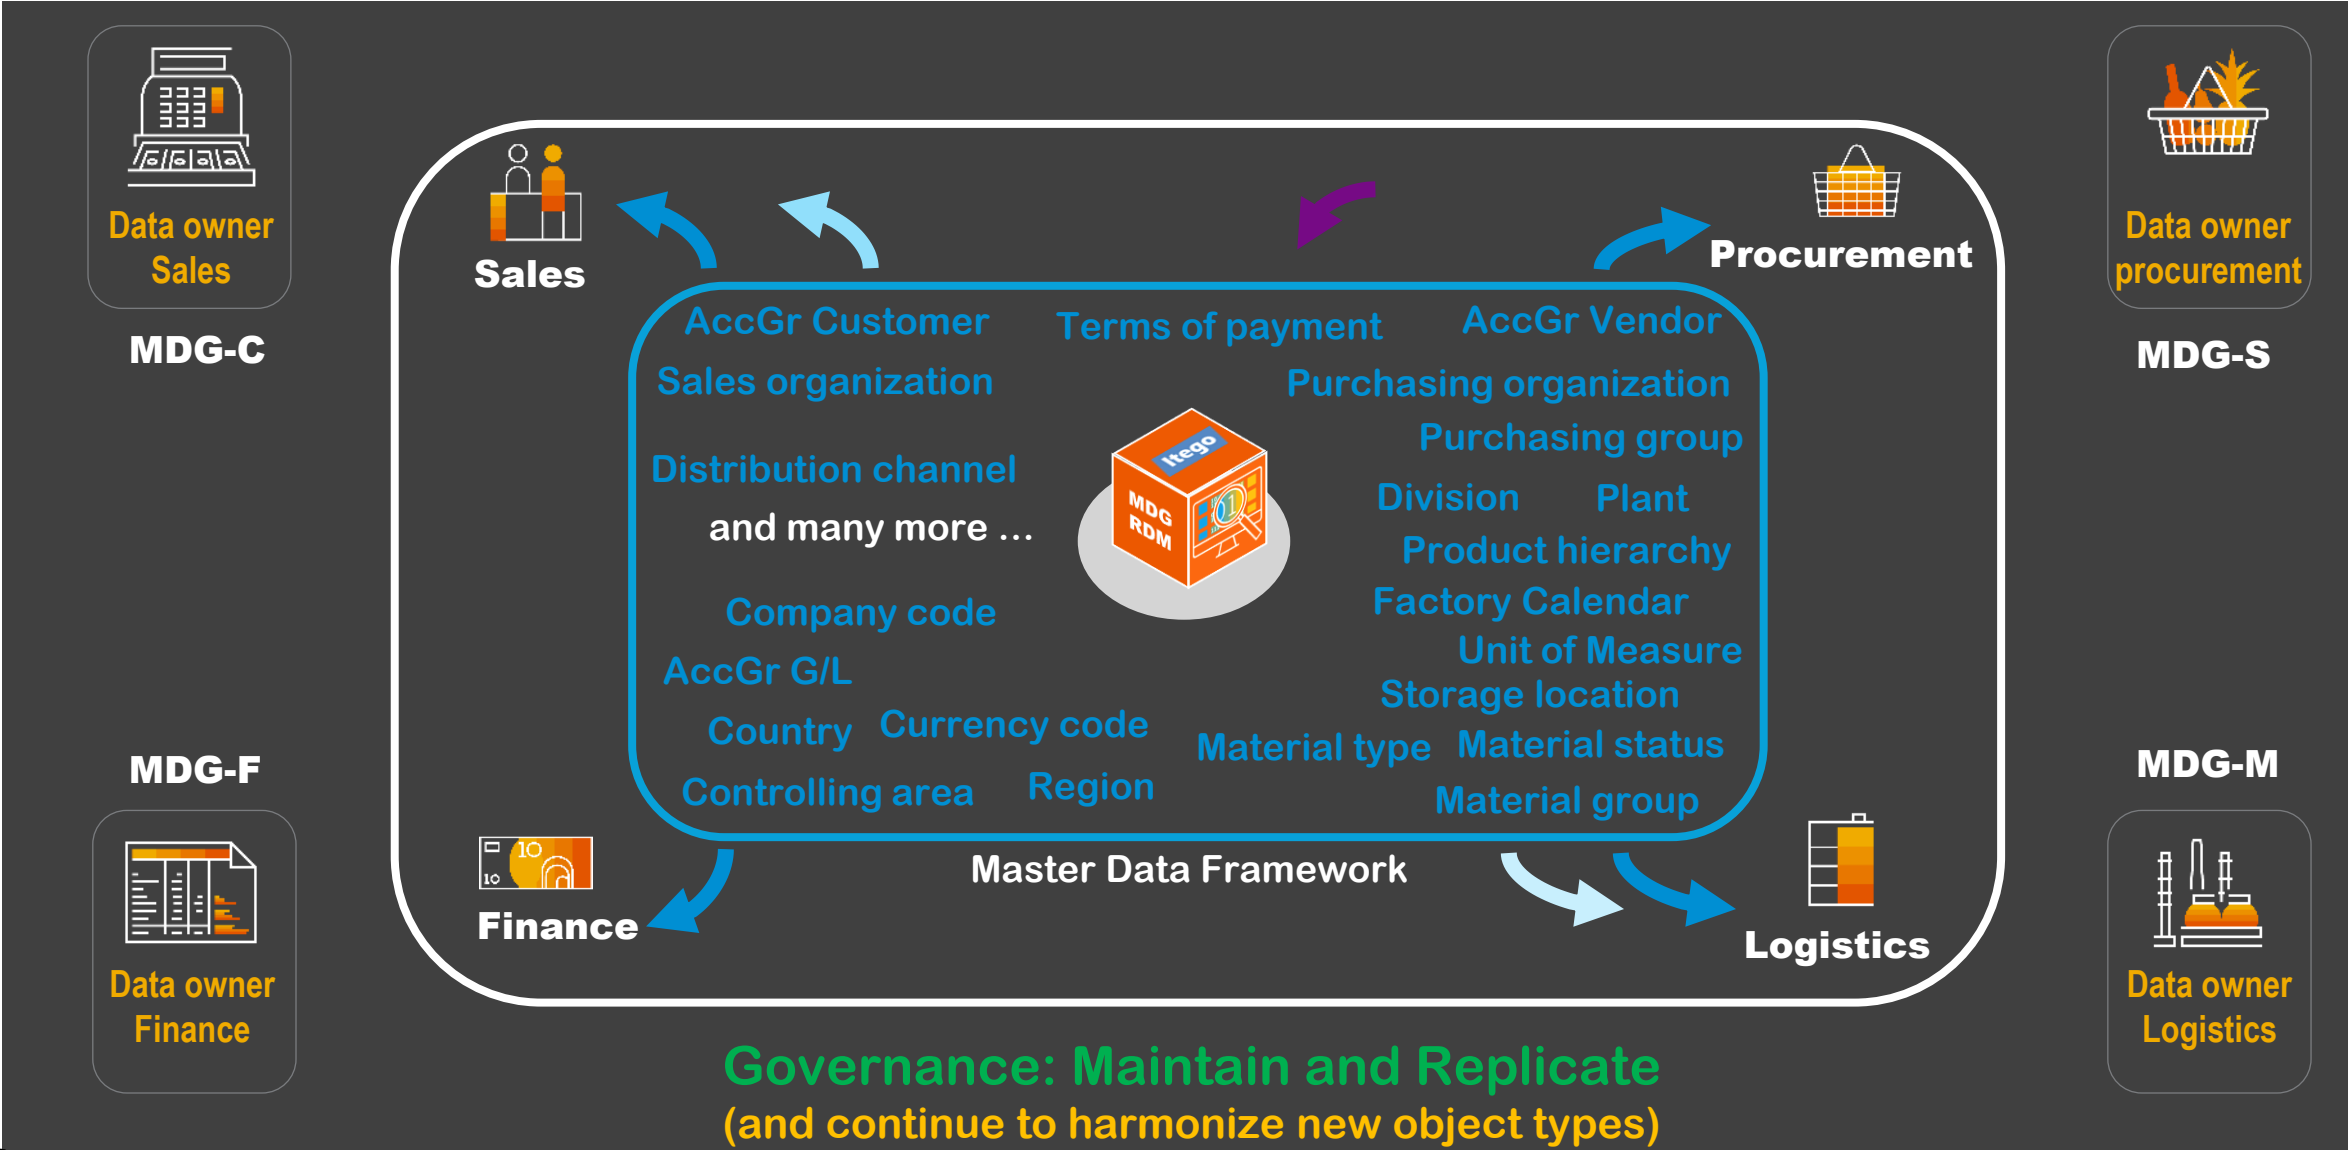 Data owner
Sales
MDG-C
Data owner
procurement
MDG-S
Sales
Procurement
AccGr Customer
Terms of payment
AccGr Vendor
Sales organization
Purchasing organization
Purchasing group
Distribution channel
Division
Plant
and many more ...
Product hierarchy
Itego
MDG
RDM
1
Factory Calendar
Company code
Unit of Measure
AccGr G/L
Storage location
Country
Currency code
Material type
Material status
Controlling area
Region
Material group
Master Data Framework
10
10
Finance
Logistics
MDG-F
Data owner
Finance
MDG-M
Data owner
Logistics
Governance: Maintain and Replicate
(and continue to harmonize new object types)